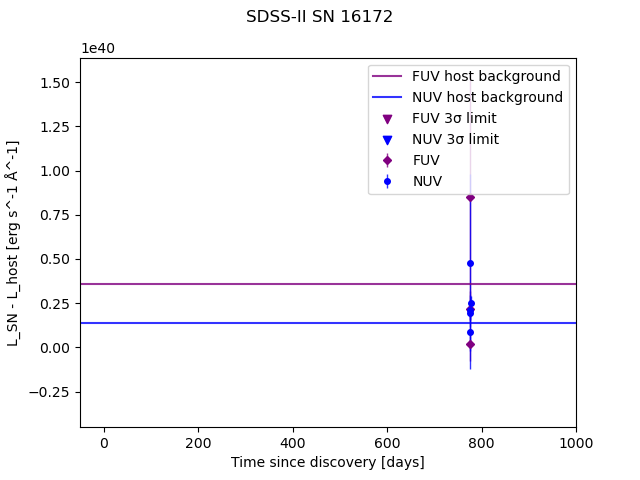 SDSS-II SN 16172
1e40
FUV host background
NUV host background
FUV 3σ limit
NUV 3σ limit
FUV
NUV
1.50
1.25
1.00
0.75
0.50
0.25
0.00
−0.25
L_SN - L_host [erg s^-1 Å^-1]
0 200 400 600 800 1000
Time since discovery [days]